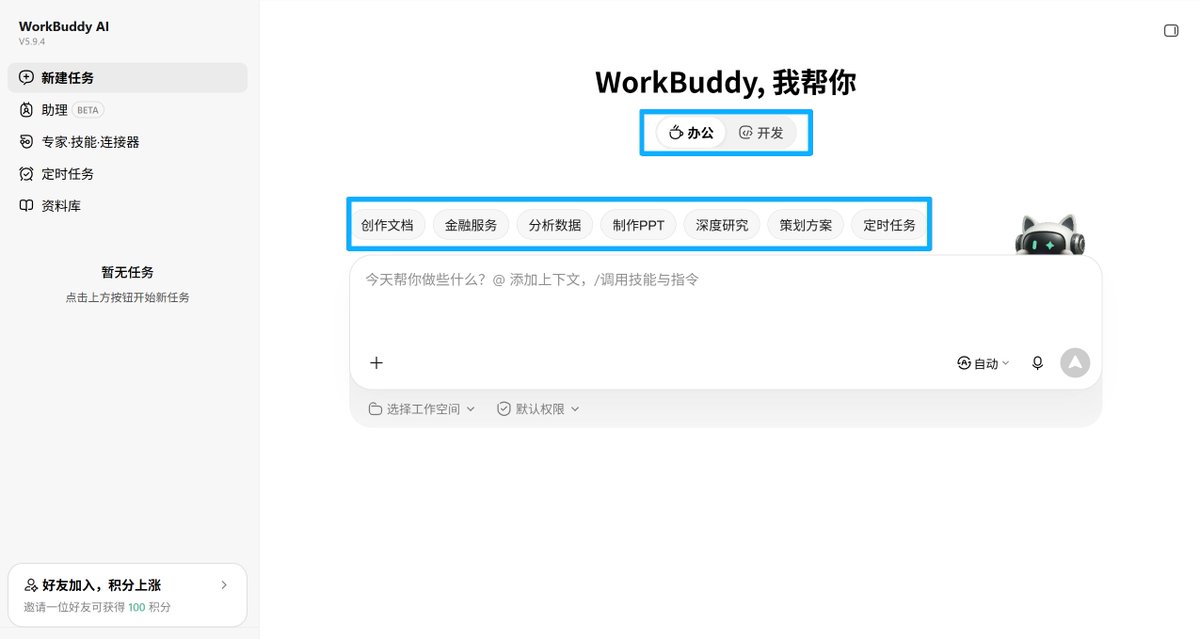 WorkBuddy AI
V5.9.4
新建任务
助理 BETA
专家·技能·连接器
定时任务
资料库
暂无任务
点击上方按钮开始新任务
好友加入，积分上涨
邀请一位好友可获得 100 积分
WorkBuddy, 我帮你
办公 开发
创作文档 金融服务 分析数据 制作PPT 深度研究 策划方案 定时任务
今天帮你做些什么？@ 添加上下文，/调用技能与指令
自动
选择工作空间 默认权限